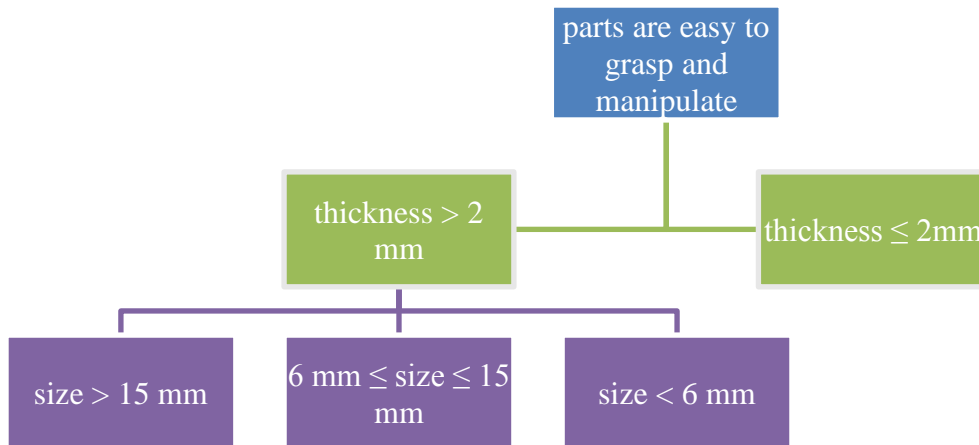 parts are easy to
grasp and
manipulate
thickness > 2
mm
thickness ≤ 2mm
size > 15 mm
6 mm ≤ size ≤ 15
mm
size < 6 mm